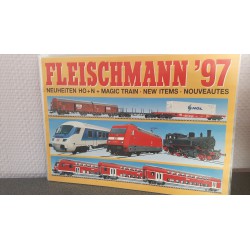 FLEISCHMANN '97
NEUHEITEN HO + N + MAGIC TRAIN · NEW ITEMS · NOUVEAUTES